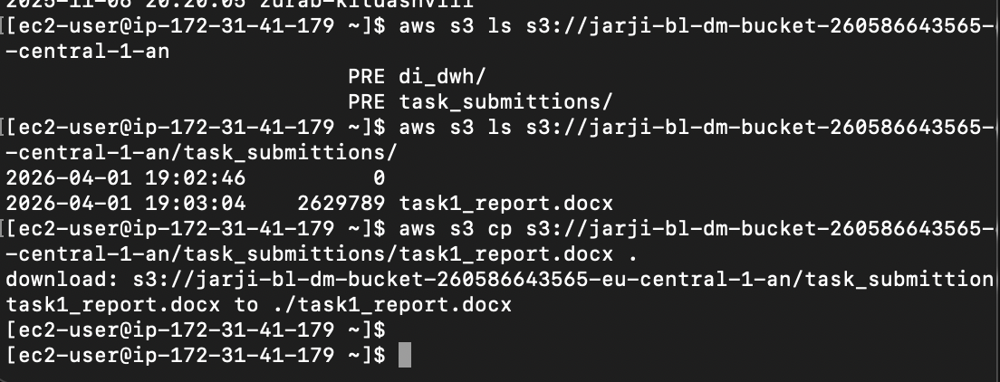 [ec2-user@ip-172-31-41-179 ~]$ aws s3 ls s3://jarji-bl-dm-bucket-260586643565-
-central-1-an
PRE di_dwh/
PRE task_submittions/
[ec2-user@ip-172-31-41-179 ~]$ aws s3 ls s3://jarji-bl-dm-bucket-260586643565-
-central-1-an/task_submittions/
2026-04-01 19:02:46 0
2026-04-01 19:03:04 2629789 task1_report.docx
[ec2-user@ip-172-31-41-179 ~]$ aws s3 cp s3://jarji-bl-dm-bucket-260586643565-
-central-1-an/task_submittions/task1_report.docx .
download: s3://jarji-bl-dm-bucket-260586643565-eu-central-1-an/task_submittion
task1_report.docx to ./task1_report.docx
[ec2-user@ip-172-31-41-179 ~]$
[ec2-user@ip-172-31-41-179 ~]$